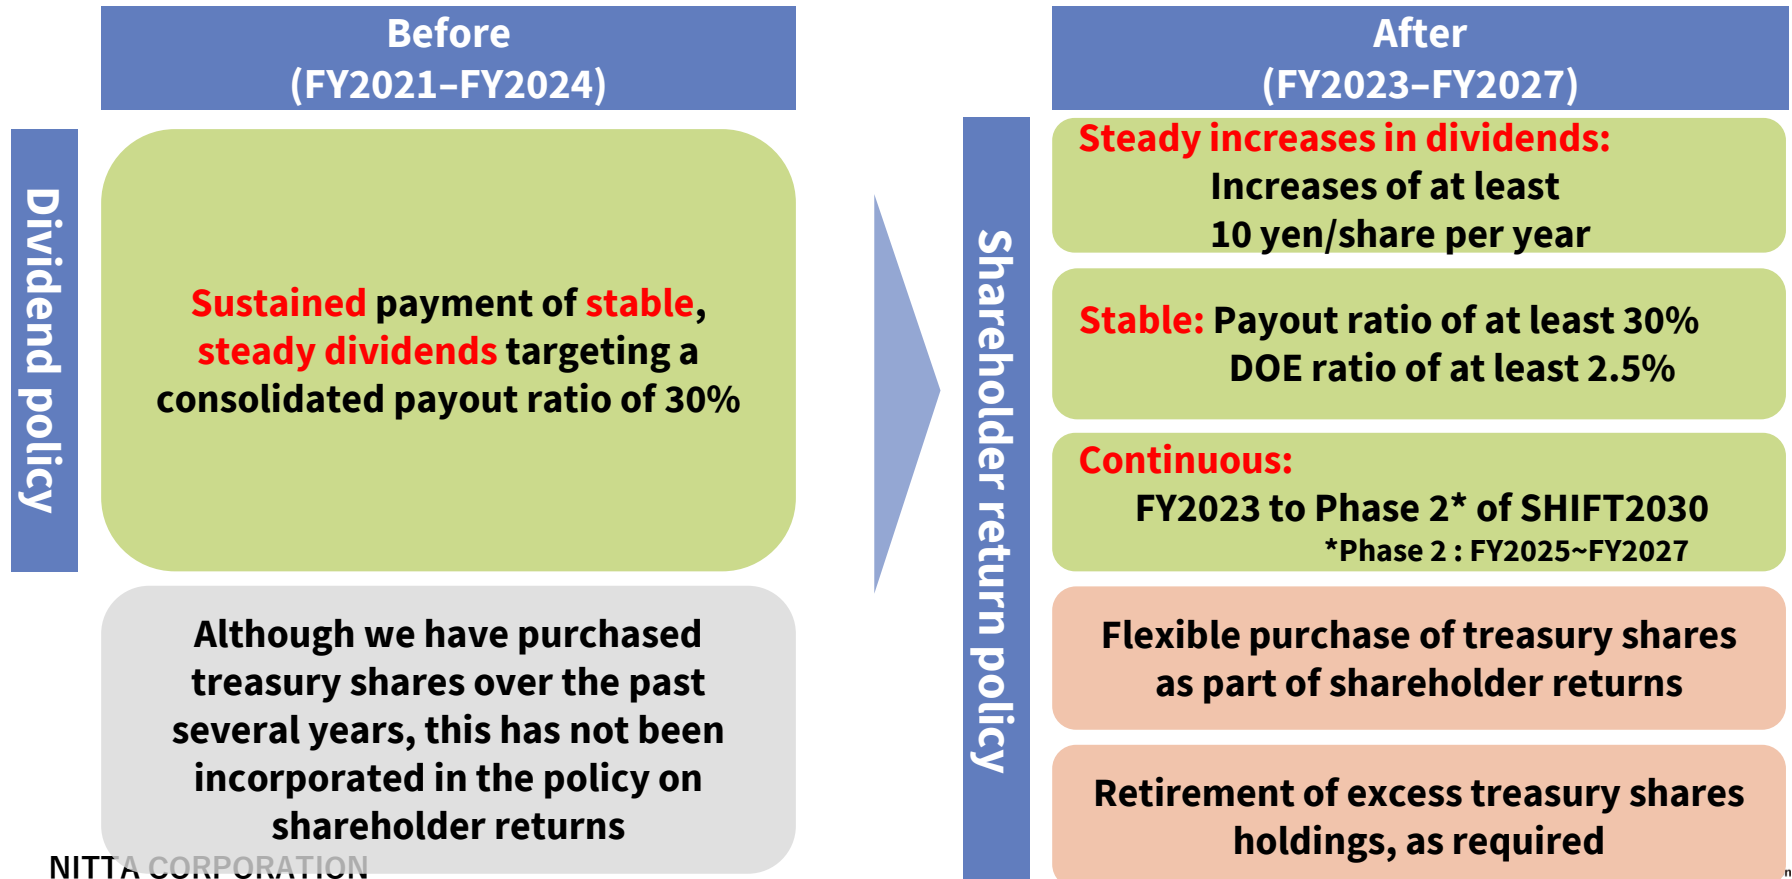 Before
(FY2021–FY2024)
Dividend policy
Sustained payment of stable,
steady dividends targeting a
consolidated payout ratio of 30%
Although we have purchased
treasury shares over the past
several years, this has not been
incorporated in the policy on
shareholder returns
NITTA CORPORATION
After
(FY2023–FY2027)
Shareholder return policy
Steady increases in dividends:
Increases of at least
10 yen/share per year
Stable: Payout ratio of at least 30%
DOE ratio of at least 2.5%
Continuous:
FY2023 to Phase 2* of SHIFT2030
*Phase 2 : FY2025~FY2027
Flexible purchase of treasury shares
as part of shareholder returns
Retirement of excess treasury shares
holdings, as required